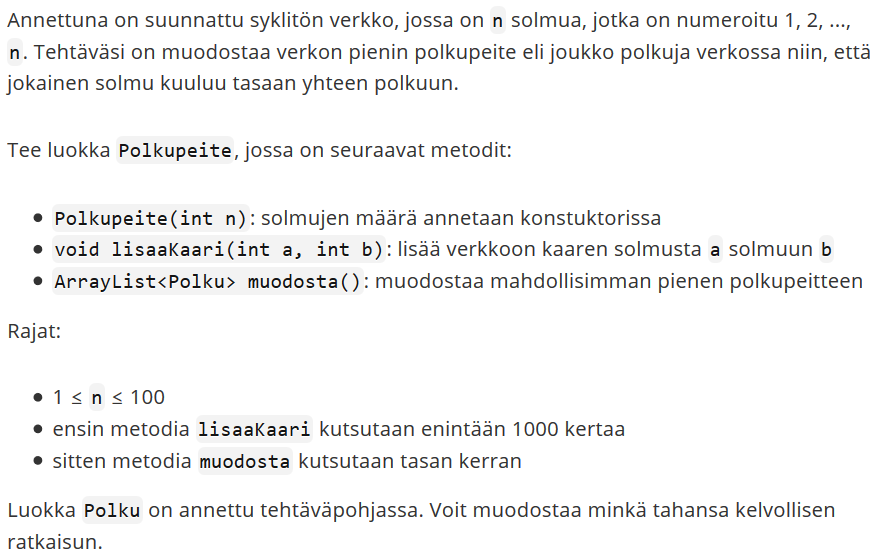 Annettuna on suunnattu syklitön verkko, jossa on n solmua, jotka on numeroitu 1, 2, ...,
n. Tehtäväsi on muodostaa verkon pienin polkupeite eli joukko polkuja verkossa niin, että
jokainen solmu kuuluu tasaan yhteen polkuun.
Tee luokka Polkupeite, jossa on seuraavat metodit:
• Polkupeite(int n): solmujen määrä annetaan konstuktorissa
• void lisaaKaari(int a, int b): lisää verkkoon kaaren solmusta a solmuun b
• ArrayList<Polku> muodosta(): muodostaa mahdollisimman pienen polkupeitteen
Rajat:
• 1 ≤ n ≤ 100
• ensin metodia lisaaKaari kutsutaan enintään 1000 kertaa
• sitten metodia muodosta kutsutaan tasan kerran
Luokka Polku on annettu tehtäväpohjassa. Voit muodostaa minkä tahansa kelvollisen
ratkaisun.